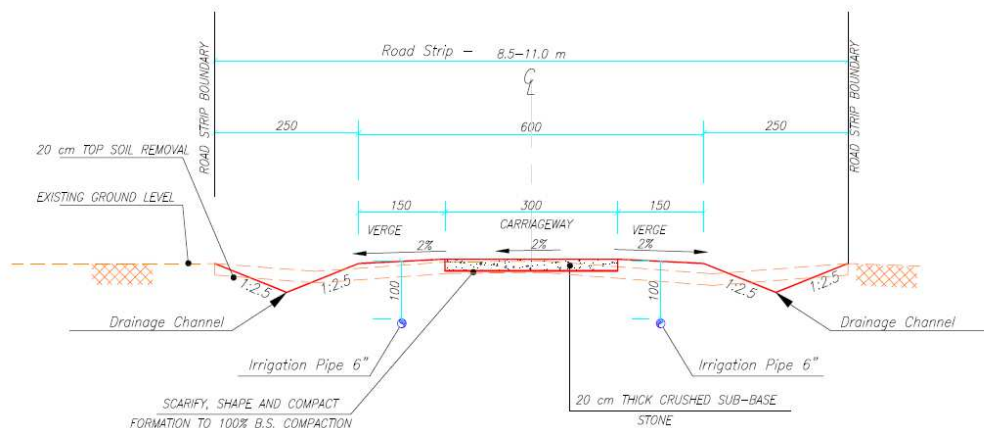 ROAD STRIP BOUNDARY
Road Strip - 8.5-11.0 m
ROAD STRIP BOUNDARY
CL
250
600
250
20 cm TOP SOIL REMOVAL
EXISTING GROUND LEVEL
150
300
150
VERGE
CARRIAGEWAY
VERGE
2%
2%
2%
1:2.5
1:2.5
100
100
1:2.5
1:2.5
Drainage Channel
Drainage Channel
Irrigation Pipe 6"
Irrigation Pipe 6"
SCARIFY, SHAPE AND COMPACT
FORMATION TO 100% B.S. COMPACTION
20 cm THICK CRUSHED SUB-BASE
STONE